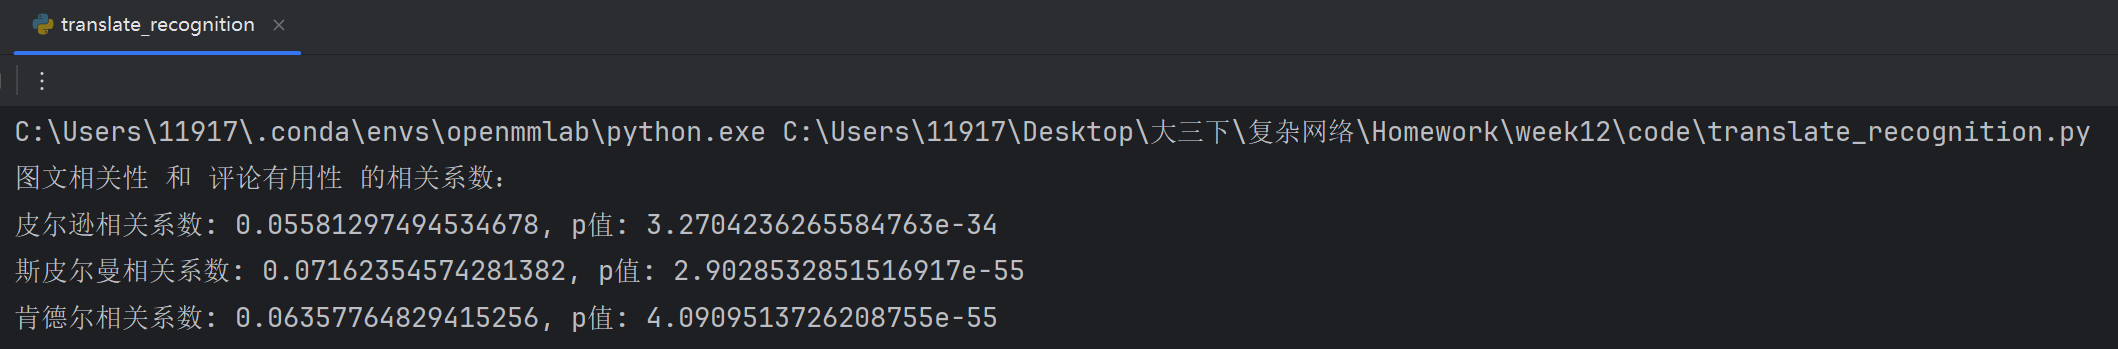 translate_recognition ×
C:\Users\11917\.conda\envs\openmmlab\python.exe C:\Users\11917\Desktop\大三下\复杂网络\Homework\week12\code\translate_recognition.py
图文相关性 和 评论有用性 的相关系数:
皮尔逊相关系数: 0.05581297494534678, p值: 3.2704236265584763e-34
斯皮尔曼相关系数: 0.07162354574281382, p值: 2.9028532851516917e-55
肯德尔相关系数: 0.06357764829415256, p值: 4.0909513726208755e-55